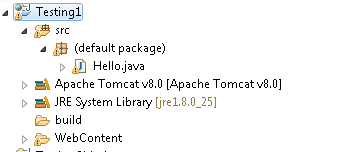 Testing1
src
(default package)
Hello.java
Apache Tomcat v8.0 [Apache Tomcat v8.0]
JRE System Library [jre1.8.0_25]
build
WebContent